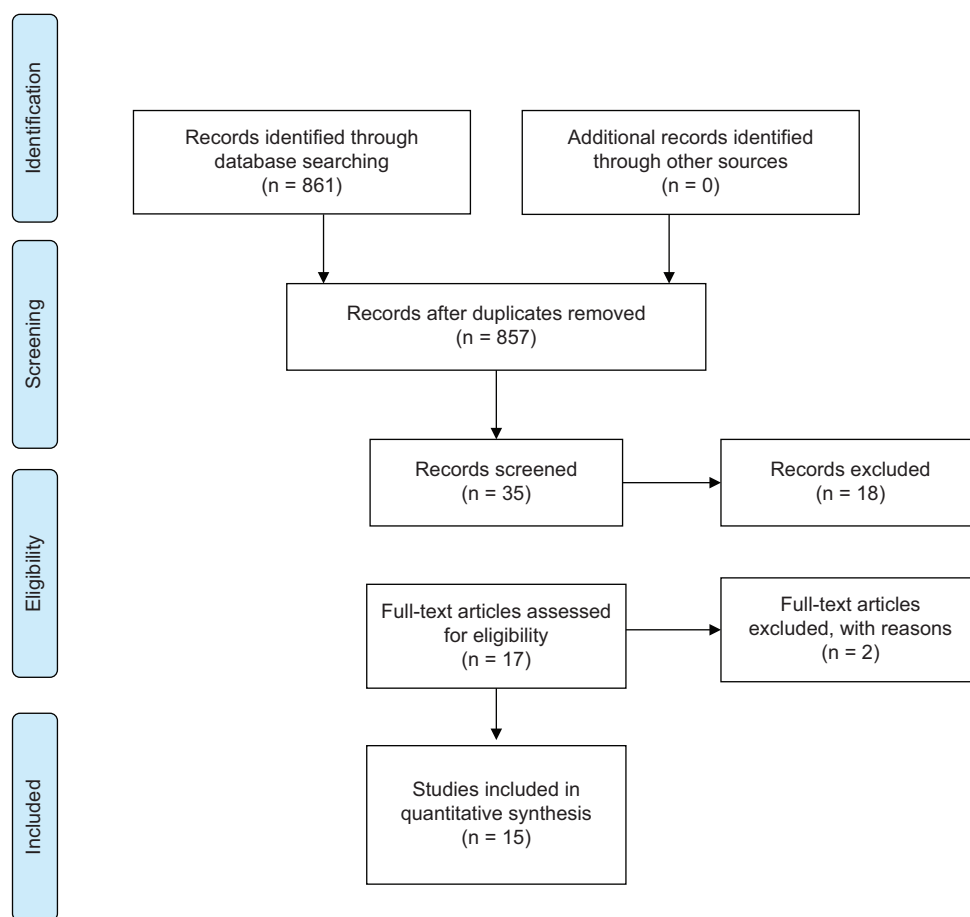 Identification
Records identified through
database searching
(n = 861)
Additional records identified
through other sources
(n = 0)
Screening
Records after duplicates removed
(n = 857)
Records screened
(n = 35)
Records excluded
(n = 18)
Eligibility
Full-text articles assessed
for eligibility
(n = 17)
Full-text articles
excluded, with reasons
(n = 2)
Included
Studies included in
quantitative synthesis
(n = 15)